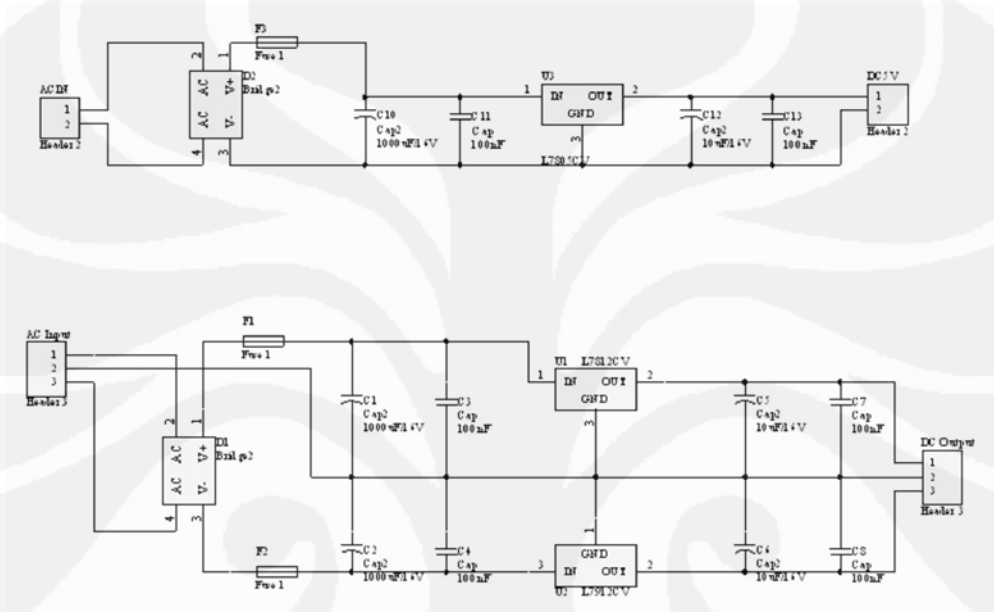 F3
Fuse 1
AC IN
1
2
Header 2
2
1
AC
V+
AC
V-
4
3
D2
Bridge2
C10
Cap2
1000uF/16V
C11
Cap
100nF
U3
1
IN
OUT
2
GND
3
L7805CV
C12
Cap2
10uF/16V
C13
Cap
100nF
DC 5V
1
2
Header 2
AC Input
1
2
3
Header 3
F1
Fuse 1
2
1
AC
V+
AC
V-
4
3
D1
Bridge2
F2
Fuse 1
C1
Cap2
1000uF/16V
C3
Cap
100nF
C2
Cap2
1000uF/16V
C4
Cap
100nF
U1
L7812CV
1
IN
OUT
2
GND
3
1
GND
3
IN
OUT
2
U2
L7912CV
C5
Cap2
10uF/16V
C7
Cap
100nF
C6
Cap2
10uF/16V
C8
Cap
100nF
DC Output
1
2
3
Header 3